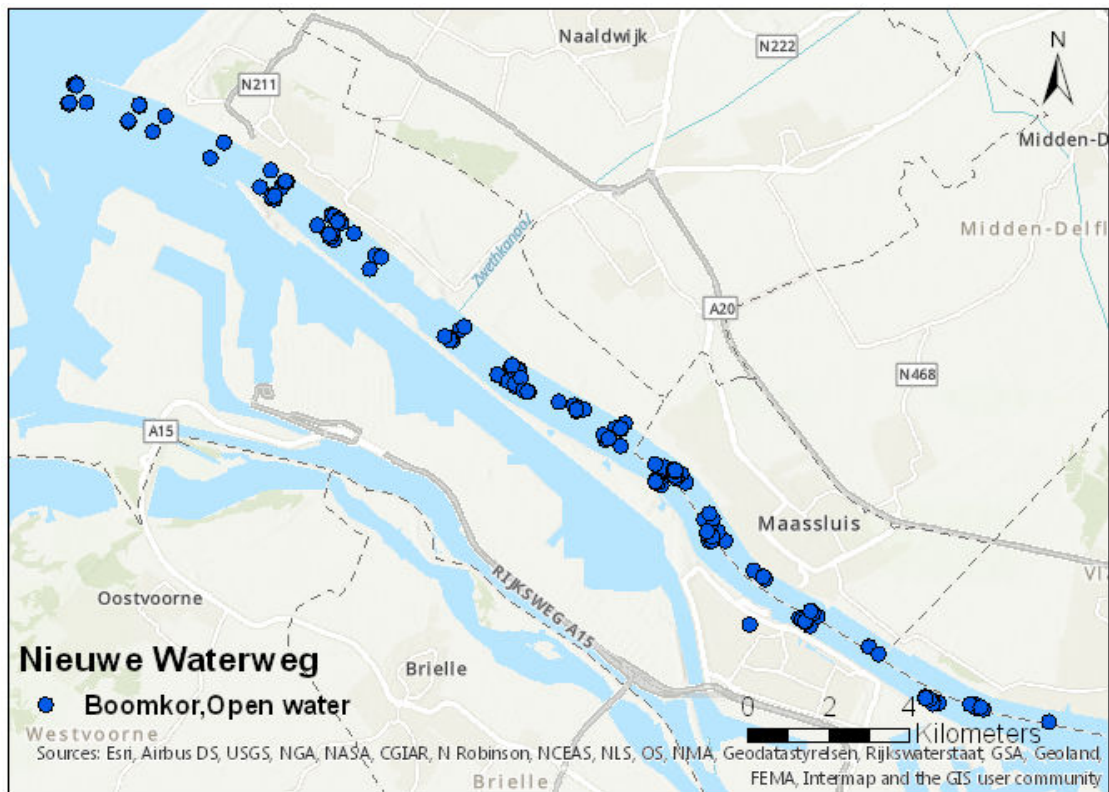 Naaldwijk
N222
N
N211
Midden-D
Midden-Delfl
Zwethkanaal
A20
N468
A15
Maassluis
Vl
RIJKSWEG A15
Oostvoorne
Nieuwe Waterweg
Brielle
Boomkor,Open water
0 2 4
Kilometers
Westvoorne
Sources: Esri, Airbus DS, USGS, NGA, NASA, CGIAR, N Robinson, NCEAS, NLS, OS, NMA, Geodatastyrelsen, Rijkswaterstaat, GSA, Geoland,
FEMA, Intermap and the GIS user community
Brielle